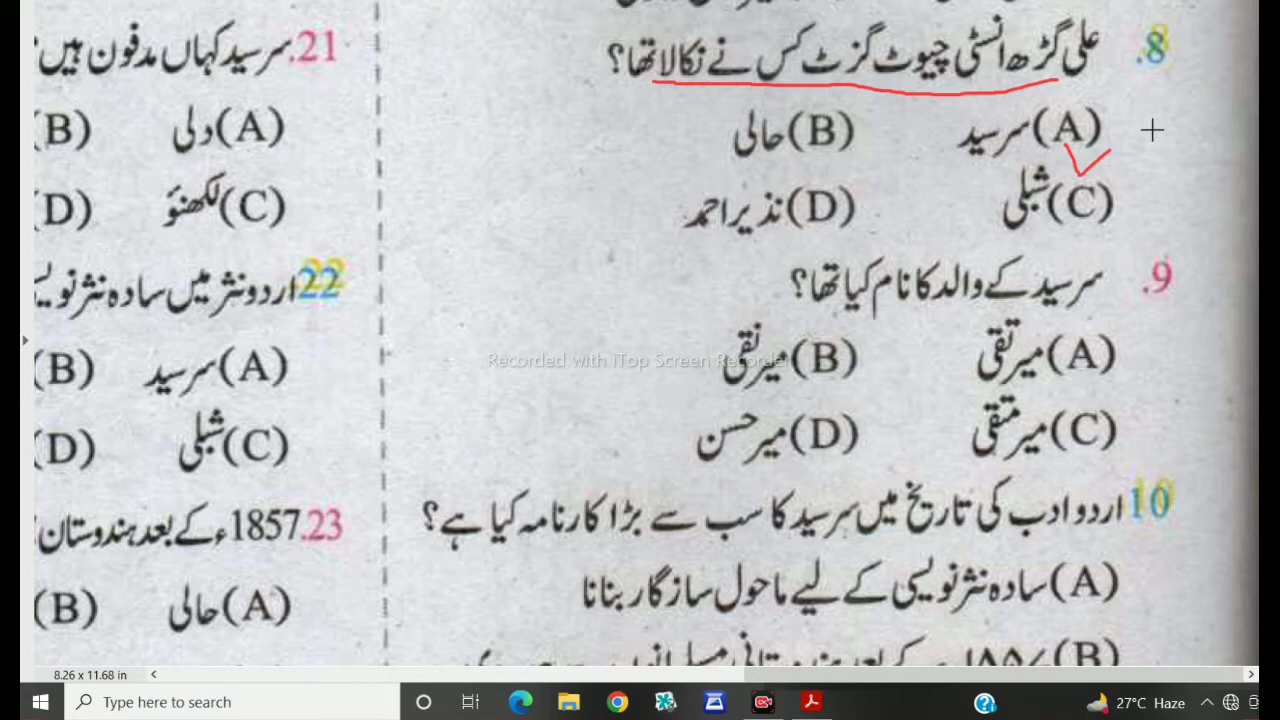 8. علی گڑھ انسٹی چیوٹ گزٹ کس نے نکالا تھا؟
(A) سرسید (B) حالی
(C) شبلی (D) نذیر احمد
9. سرسید کے والد کا نام کیا تھا؟
(A) میر تقی (B) میر نقی
(C) میر متقی (D) میر حسن
10 اردو ادب کی تاریخ میں سرسید کا سب سے بڑا کارنامہ کیا ہے؟
(A) سادہ نثر نویسی کے لیے ماحول سازگار بنانا
(B)
21. سرسید کہاں مدفون ہیں
(A) دلی (B)
(C) لکھنؤ (D)
22 اردو نثر میں سادہ نثر
(A) سرسید (B)
(C) شبلی (D)
23. 1857ء کے بعد ہندوستان
(A) حالی (B)
Recorded with iTop Screen Recorder
8.26 x 11.68 in
Type here to search
27°C Haze